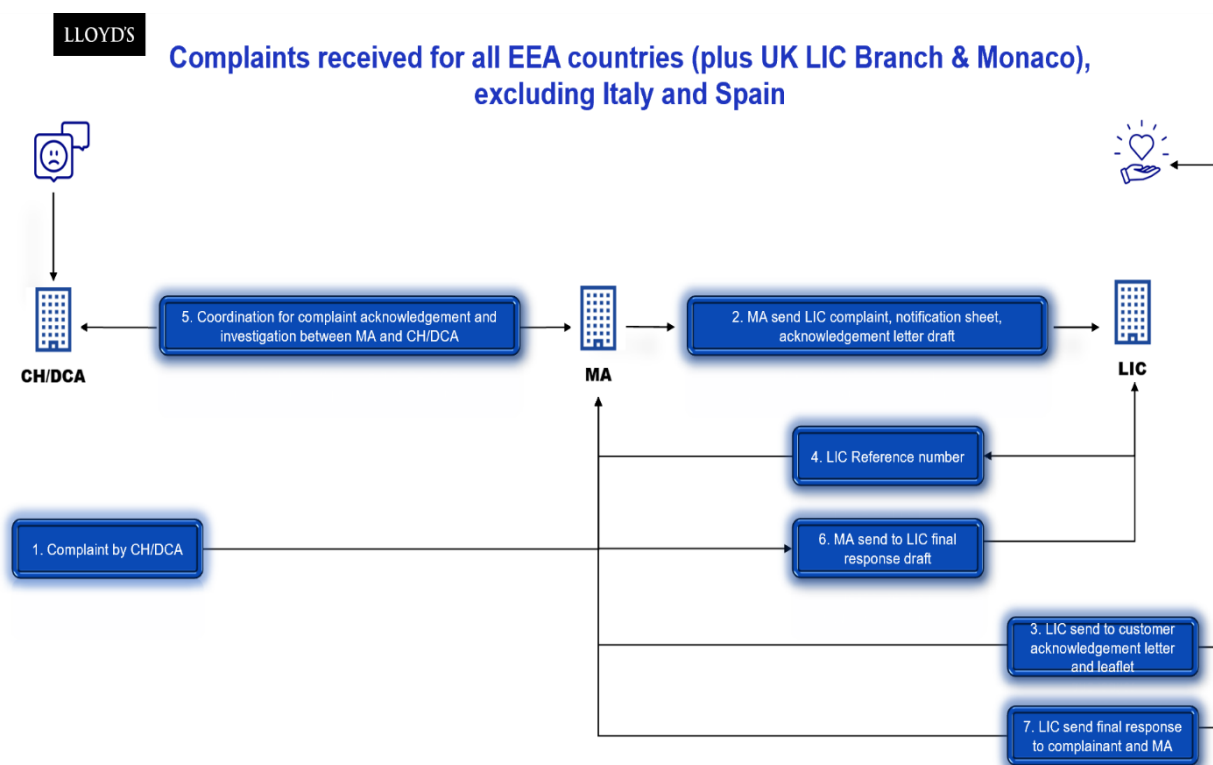 LLOYD'S
Complaints received for all EEA countries (plus UK LIC Branch & Monaco),
excluding Italy and Spain
5. Coordination for complaint acknowledgement and
investigation between MA and CH/DCA
2. MA send LIC complaint, notification sheet,
acknowledgement letter draft
CH/DCA
MA
LIC
4. LIC Reference number
1. Complaint by CH/DCA
6. MA send to LIC final
response draft
3. LIC send to customer
acknowledgement letter
and leaflet
7. LIC send final response
to complainant and MA